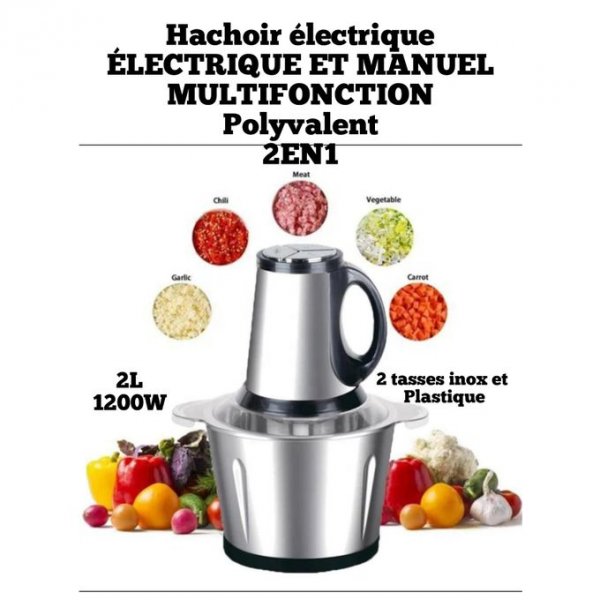 Hachoir électrique
ÉLECTRIQUE ET MANUEL
MULTIFONCTION
Polyvalent
2EN1
Meat
Chili
Vegetable
Garlic
Carrot
2L
1200W
2 tasses inox et
Plastique